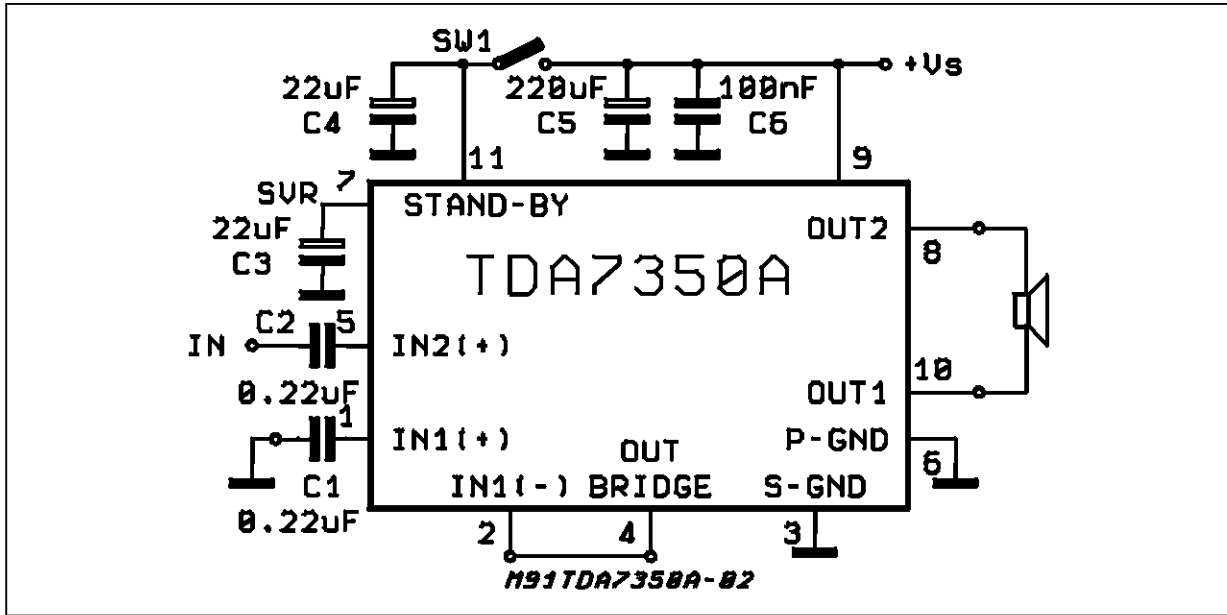 SW1
+Vs
22uF
C4
220uF
C5
100nF
C6
11
9
SVR
7
STAND-BY
22uF
C3
OUT2
8
TDA7350A
C2
5
IN
IN2(+)
0.22uF
10
OUT1
1
IN1(+)
P-GND
6
C1
0.22uF
OUT
IN1(-)
BRIDGE
S-GND
2
4
3
M91TDA7350A-02